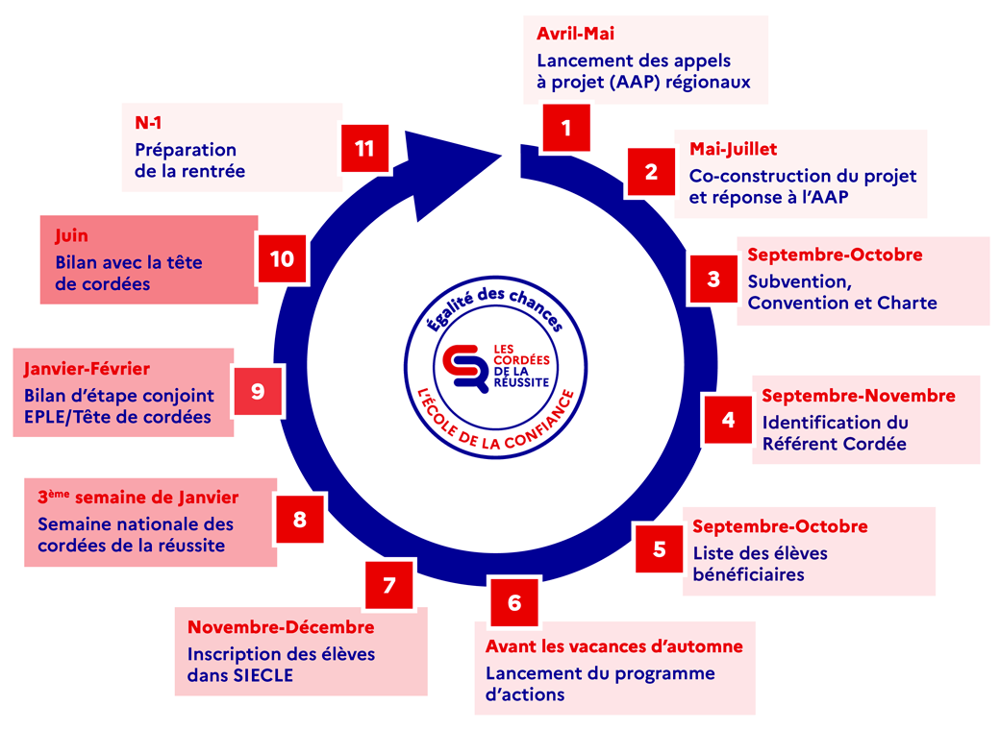 Avril-Mai
Lancement des appels
à projet (AAP) régionaux
1
Mai-Juillet
Co-construction du projet
et réponse à l'AAP
2
Septembre-Octobre
Subvention,
Convention et Charte
3
Septembre-Novembre
Identification du
Référent Cordée
4
Septembre-Octobre
Liste des élèves
bénéficiaires
5
6
Avant les vacances d'automne
Lancement du programme
d'actions
7
Novembre-Décembre
Inscription des élèves
dans SIECLE
3ème semaine de Janvier
Semaine nationale des
cordées de la réussite
8
Janvier-Février
Bilan d'étape conjoint
EPLE/Tête de cordées
9
Juin
Bilan avec la tête
de cordées
10
N-1
Préparation
de la rentrée
11
Égalité des chances
LES
CORDÉES
DE LA
RÉUSSITE
L'ÉCOLE DE LA CONFIANCE